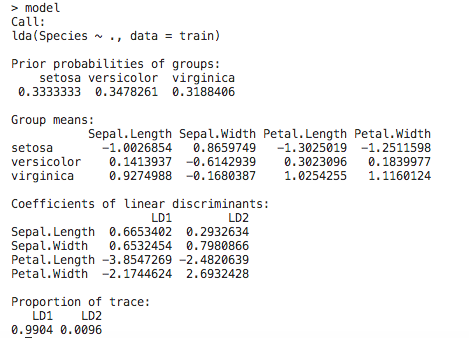 > model
Call:
lda(Species ~ ., data = train)
Prior probabilities of groups:
setosa versicolor virginica
0.3333333 0.3478261 0.3188406
Group means:
Sepal.Length Sepal.Width Petal.Length Petal.Width
setosa -1.0026854 0.8659749 -1.3025019 -1.2511598
versicolor 0.1413937 -0.6142939 0.3023096 0.1839977
virginica 0.9274988 -0.1680387 1.0254255 1.1160124
Coefficients of linear discriminants:
LD1 LD2
Sepal.Length 0.6653402 0.2932634
Sepal.Width 0.6532454 0.7980866
Petal.Length -3.8547269 -2.4820639
Petal.Width -2.1744624 2.6932428
Proportion of trace:
LD1 LD2
0.9904 0.0096